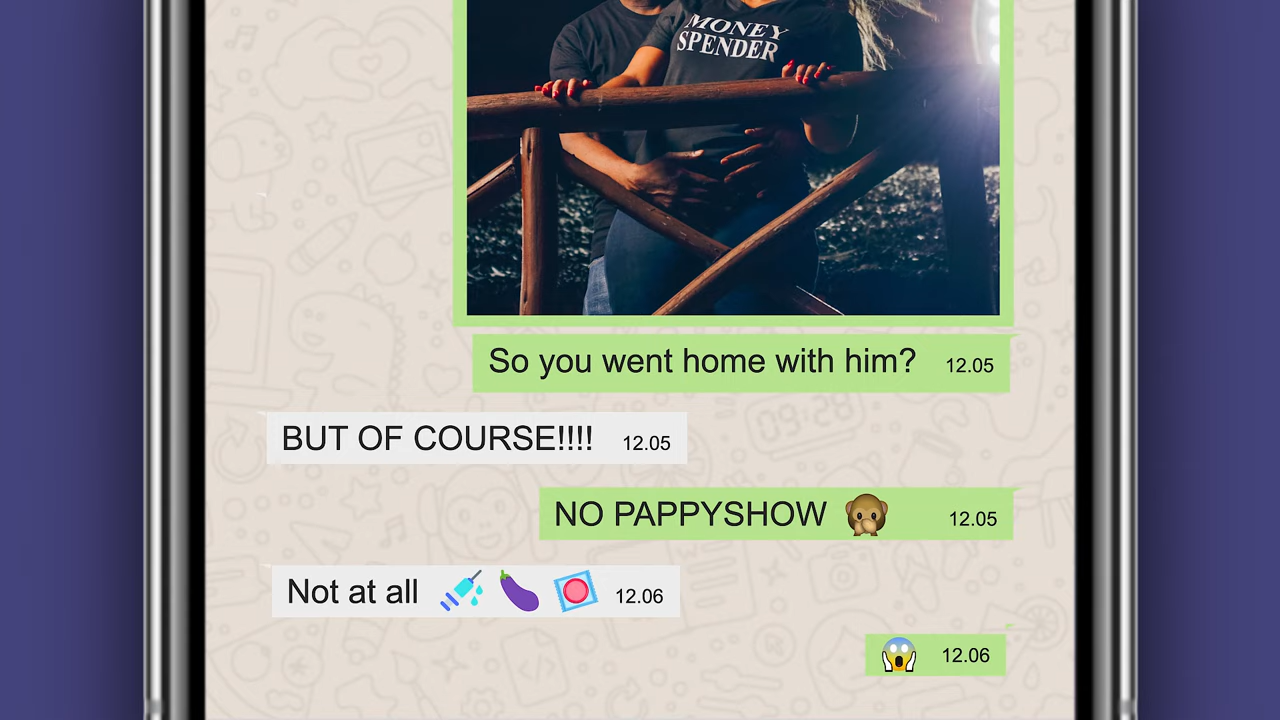 MONEY
SPENDER
So you went home with him? 12.05
BUT OF COURSE!!!! 12.05
NO PAPPYSHOW 🙊 12.05
Not at all 💉 🍆 12.06
😱 12.06